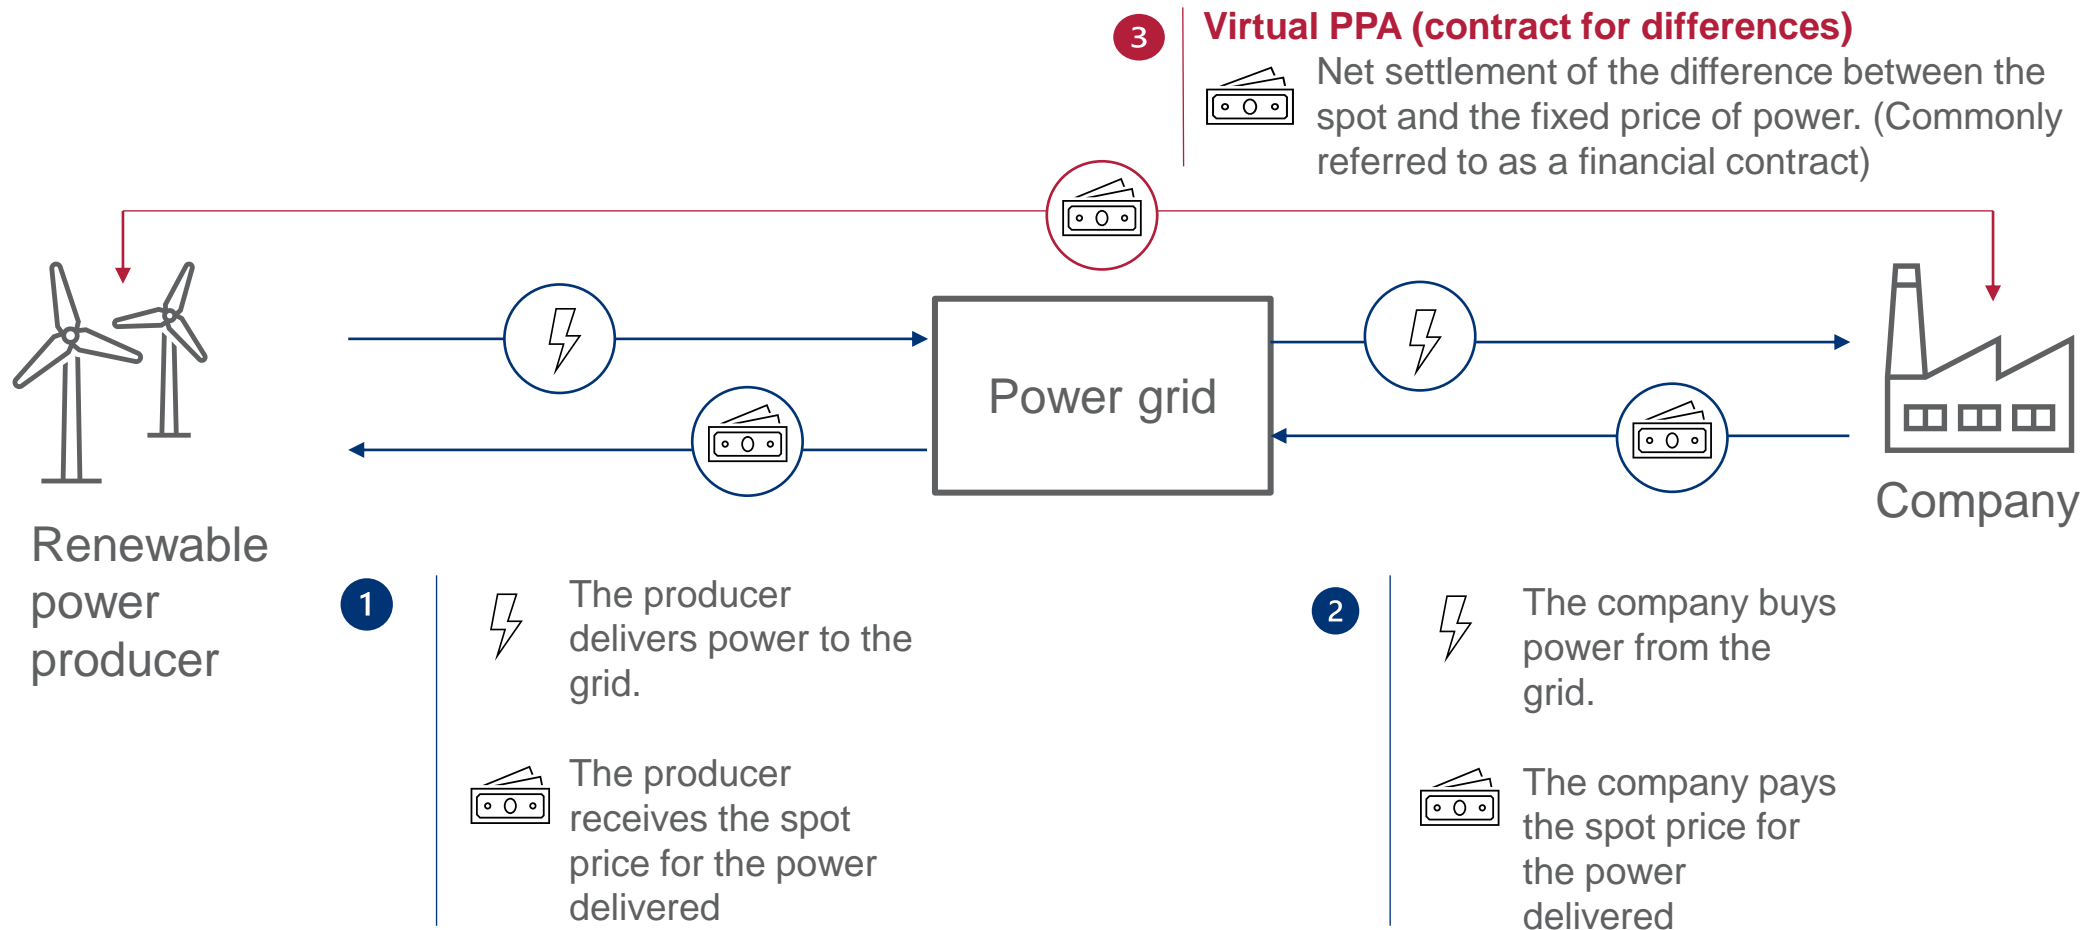 3
Virtual PPA (contract for differences)
Net settlement of the difference between the
spot and the fixed price of power. (Commonly
referred to as a financial contract)
Power grid
Company
Renewable
power
producer
1
The producer
delivers power to the
grid.
The producer
receives the spot
price for the power
delivered
2
The company buys
power from the
grid.
The company pays
the spot price for
the power
delivered